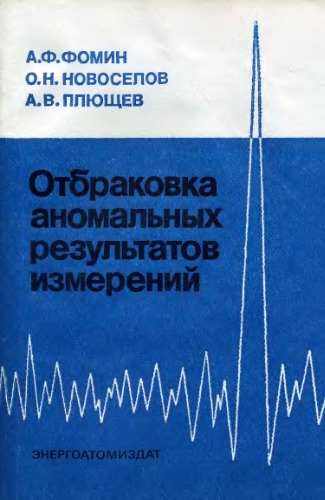 А.Ф.ФОМИН
О.Н.НОВОСЕЛОВ
А.В.ПЛЮЩЕВ
Отбраковка
аномальных
результатов
измерений
ЭНЕРГОАТОМИЗДАТ